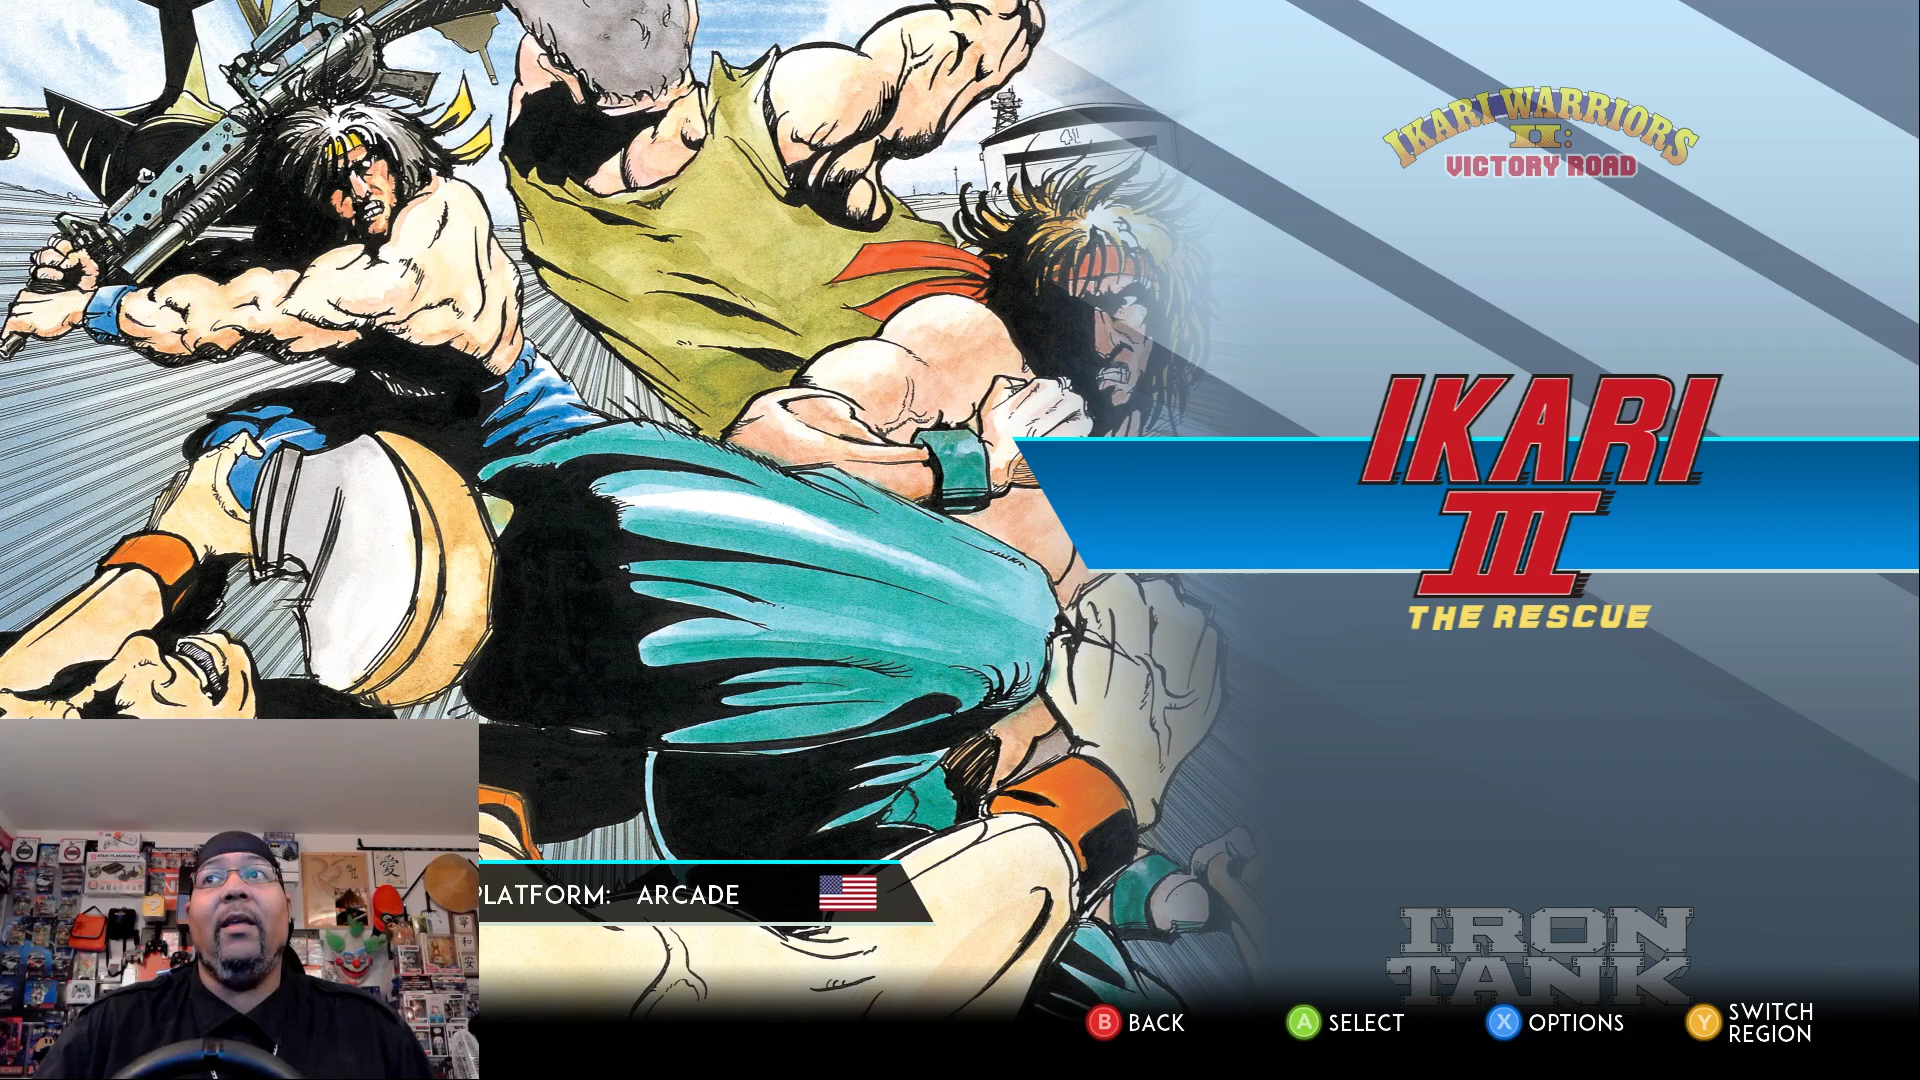 IKARI WARRIORS
II:
VICTORY ROAD
IKARI
III
THE RESCUE
PLATFORM: ARCADE
IRON
TANK
B BACK
A SELECT
X OPTIONS
Y SWITCH
REGION